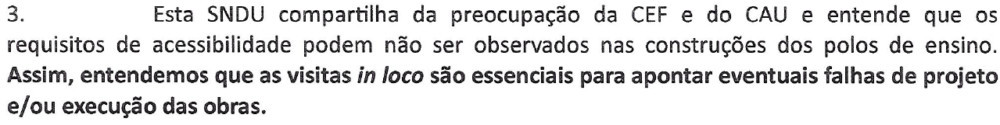 3. Esta SNDU compartilha da preocupação da CEF e do CAU e entende que os
requisitos de acessibilidade podem não ser observados nas construções dos polos de ensino.
Assim, entendemos que as visitas in loco são essenciais para apontar eventuais falhas de projeto
e/ou execução das obras.